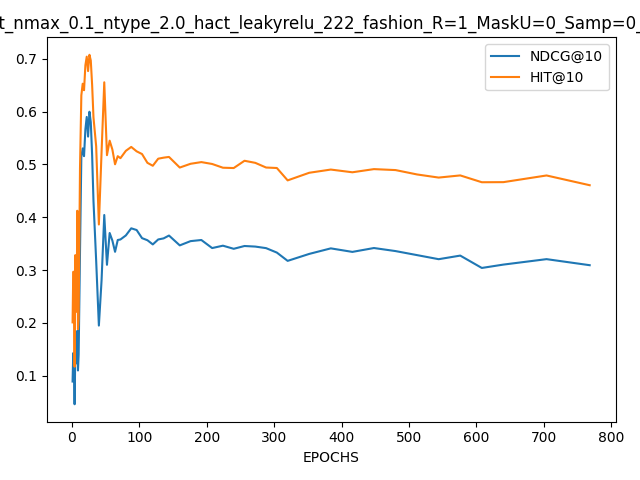 t_nmax_0.1_ntype_2.0_hact_leakyrelu_222_fashion_R=1_MaskU=0_Samp=0_
NDCG@10
HIT@10
0.7
0.6
0.5
0.4
0.3
0.2
0.1
0 100 200 300 400 500 600 700 800
EPOCHS